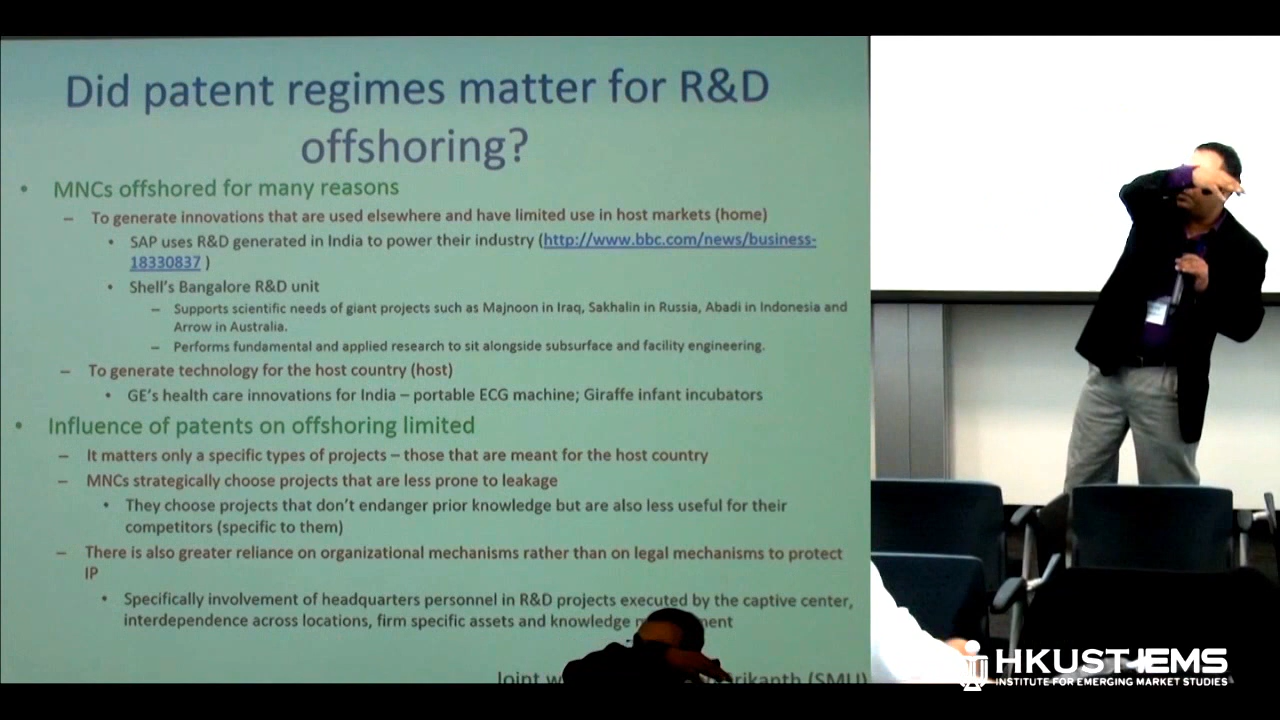 Did patent regimes matter for R&D
offshoring?
• MNCs offshored for many reasons
– To generate innovations that are used elsewhere and have limited use in host markets (home)
• SAP uses R&D generated in India to power their industry (http://www.bbc.com/news/business-
18330837 )
• Shell's Bangalore R&D unit
– Supports scientific needs of giant projects such as Majnoon in Iraq, Sakhalin in Russia, Abadi in Indonesia and
Arrow in Australia.
– Performs fundamental and applied research to sit alongside subsurface and facility engineering.
– To generate technology for the host country (host)
• GE's health care innovations for India – portable ECG machine; Giraffe infant incubators
• Influence of patents on offshoring limited
– It matters only a specific types of projects – those that are meant for the host country
– MNCs strategically choose projects that are less prone to leakage
• They choose projects that don't endanger prior knowledge but are also less useful for their
competitors (specific to them)
– There is also greater reliance on organizational mechanisms rather than on legal mechanisms to protect
IP
• Specifically involvement of headquarters personnel in R&D projects executed by the captive center,
interdependence across locations, firm specific assets and knowledge
Joint (SMU)
HKUST IEMS
INSTITUTE FOR EMERGING MARKET STUDIES